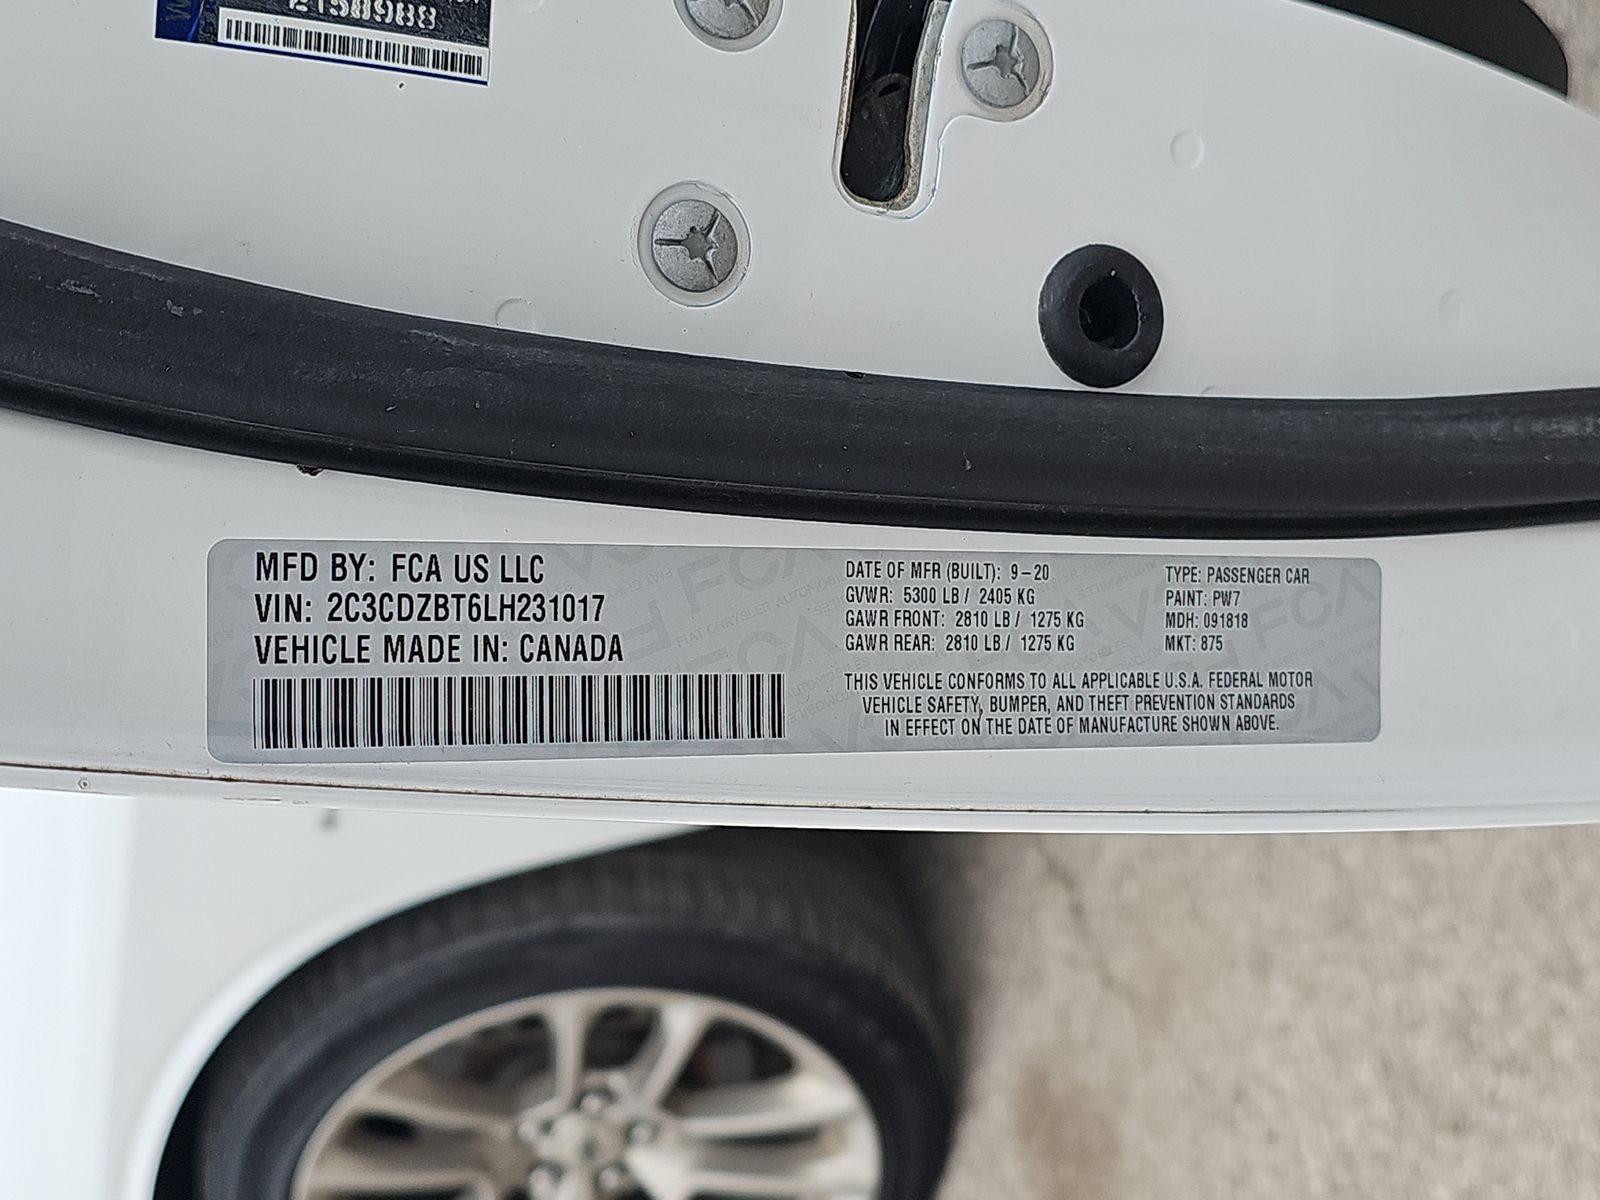 2158988
MFD BY: FCA US LLC
VIN: 2C3CDZBT6LH231017
VEHICLE MADE IN: CANADA
DATE OF MFR (BUILT): 9-20
GVWR: 5300 LB / 2405 KG
GAWR FRONT: 2810 LB / 1275 KG
GAWR REAR: 2810 LB / 1275 KG
TYPE: PASSENGER CAR
PAINT: PW7
MDH: 091818
MKT: 875
THIS VEHICLE CONFORMS TO ALL APPLICABLE U.S.A. FEDERAL MOTOR
VEHICLE SAFETY, BUMPER, AND THEFT PREVENTION STANDARDS
IN EFFECT ON THE DATE OF MANUFACTURE SHOWN ABOVE.